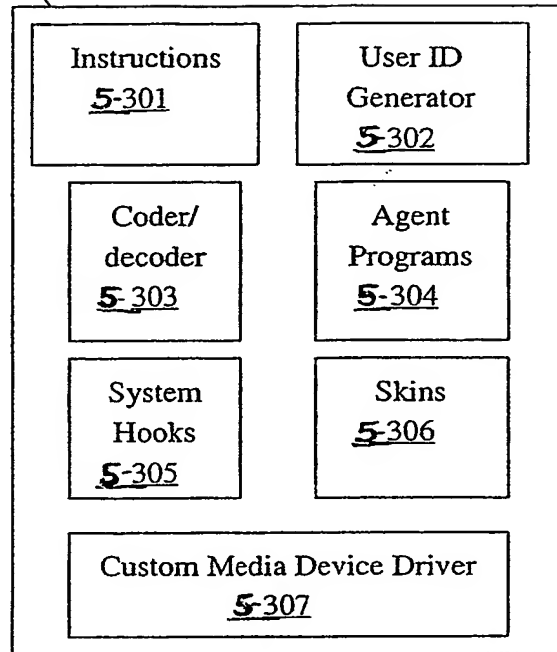 Instructions
5-301
User ID
Generator
5-302
Coder/
decoder
5-303
Agent
Programs
5-304
System
Hooks
5-305
Skins
5-306
Custom Media Device Driver
5-307